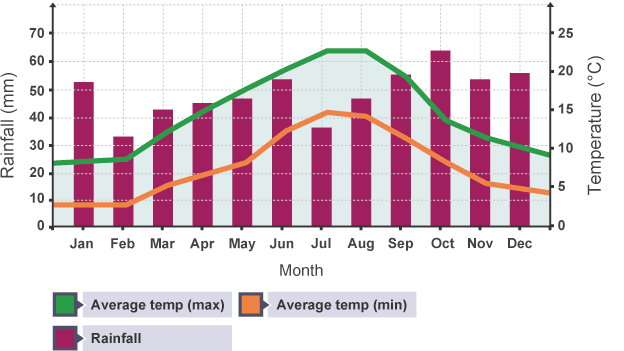 Rainfall (mm)
70
60
50
40
30
20
10
0
25
20
15
10
5
0
Temperature (°C)
Jan Feb Mar Apr May Jun Jul Aug Sep Oct Nov Dec
Month
Average temp (max) Average temp (min)
Rainfall